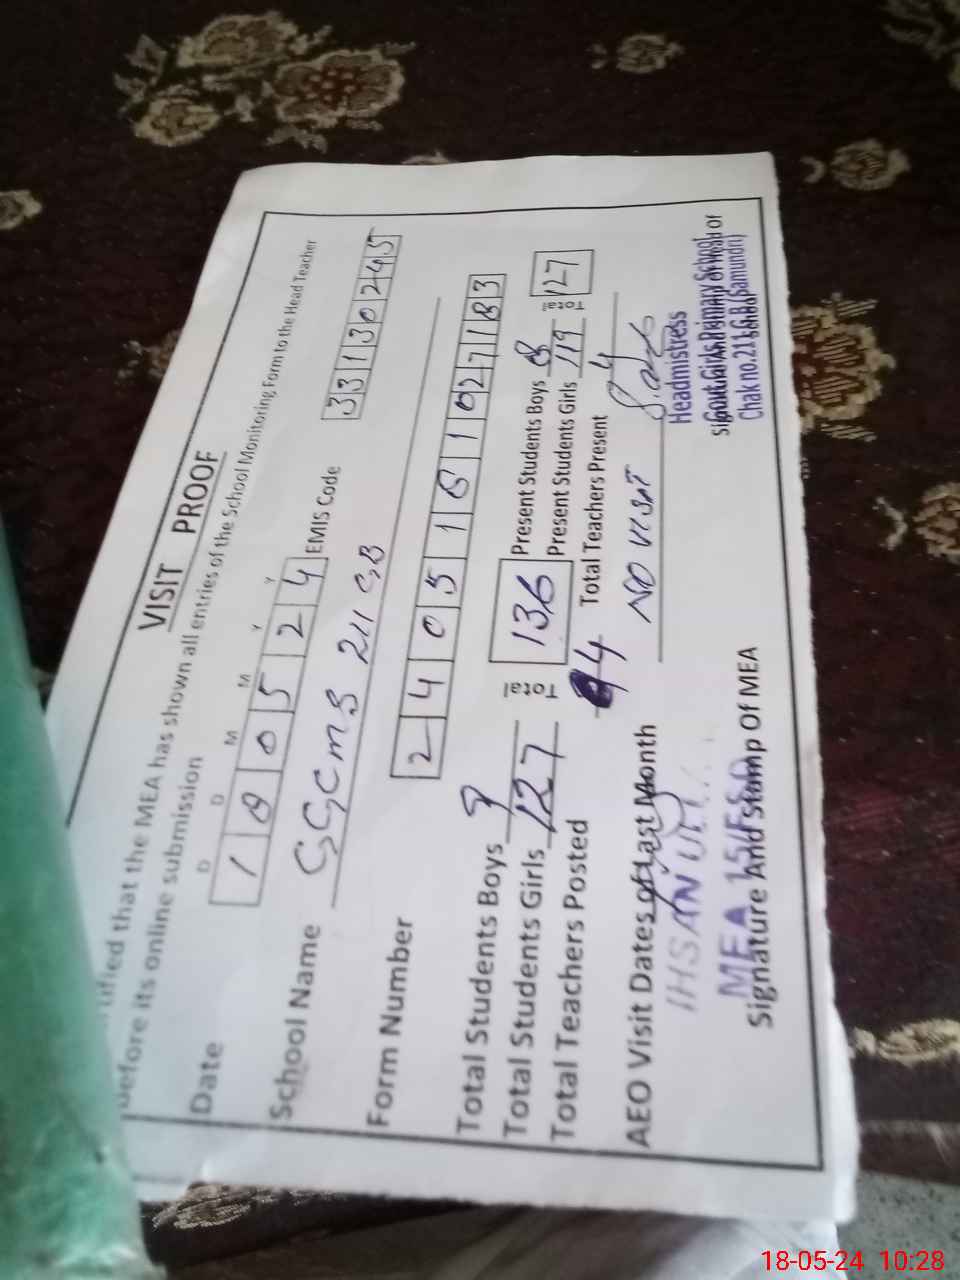 VISIT PROOF
tified that the MEA has shown all entries of the School Monitoring Form to the Head Teacher
before its online submission
D D M M Y Y
Date 1 8 0 5 2 4 EMIS Code 3 3 1 3 0 2 4 5
School Name GGCMS 211 GB
Form Number 2 4 0 5 1 8 1 0 2 7 1 8 3
Total Students Boys 9 Total 136 Present Students Boys 8 Total 127
Total Students Girls 127 Present Students Girls 119
Total Teachers Posted 4 Total Teachers Present 4
AEO Visit Dates of Last Month NO VISIT
IHSAN
MEA 15/FSD
Signature And Stamp Of MEA
Headmistress
Govt. Girls Primary School
Signature And Stamp of Head of
Chak no.211 G.B (Samundri)
School
18-05-24 10:28